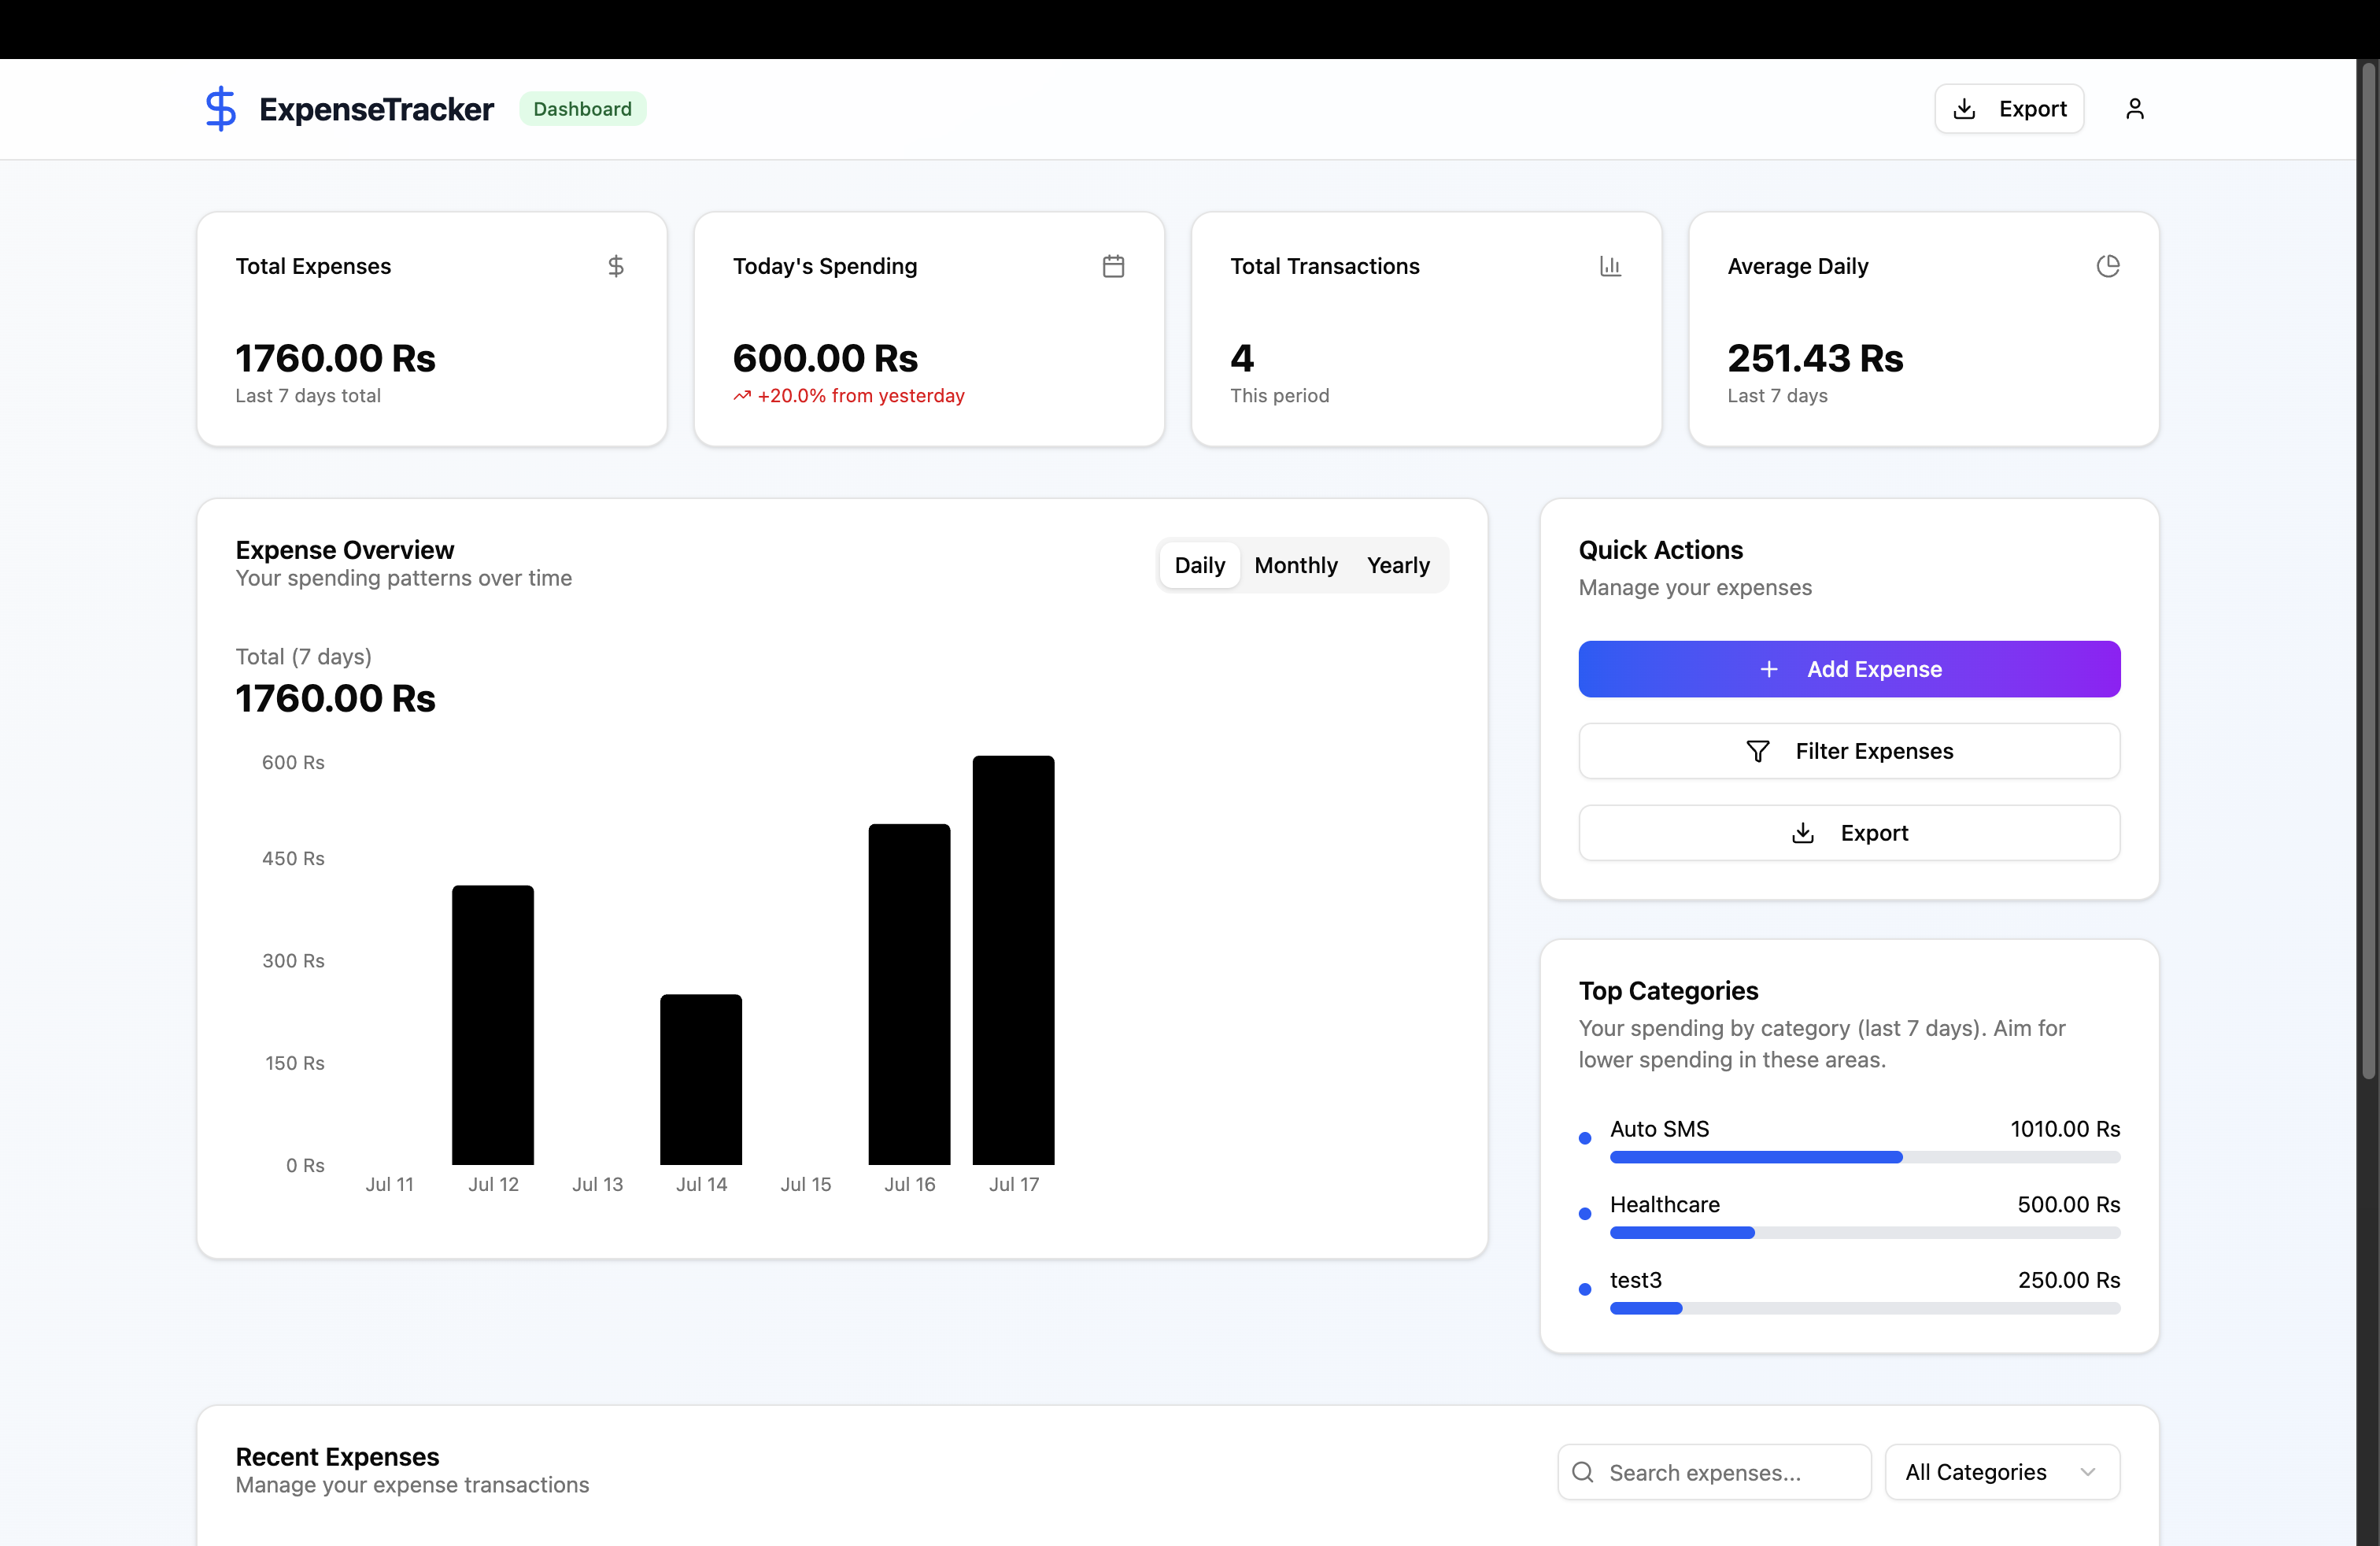 ExpenseTracker Dashboard Export
Total Expenses
1760.00 Rs
Last 7 days total
Today's Spending
600.00 Rs
+20.0% from yesterday
Total Transactions
4
This period
Average Daily
251.43 Rs
Last 7 days
Expense Overview
Your spending patterns over time
Daily Monthly Yearly
Total (7 days)
1760.00 Rs
600 Rs
450 Rs
300 Rs
150 Rs
0 Rs
Jul 11 Jul 12 Jul 13 Jul 14 Jul 15 Jul 16 Jul 17
Quick Actions
Manage your expenses
Add Expense
Filter Expenses
Export
Top Categories
Your spending by category (last 7 days). Aim for
lower spending in these areas.
Auto SMS 1010.00 Rs
Healthcare 500.00 Rs
test3 250.00 Rs
Recent Expenses
Manage your expense transactions
Search expenses...
All Categories